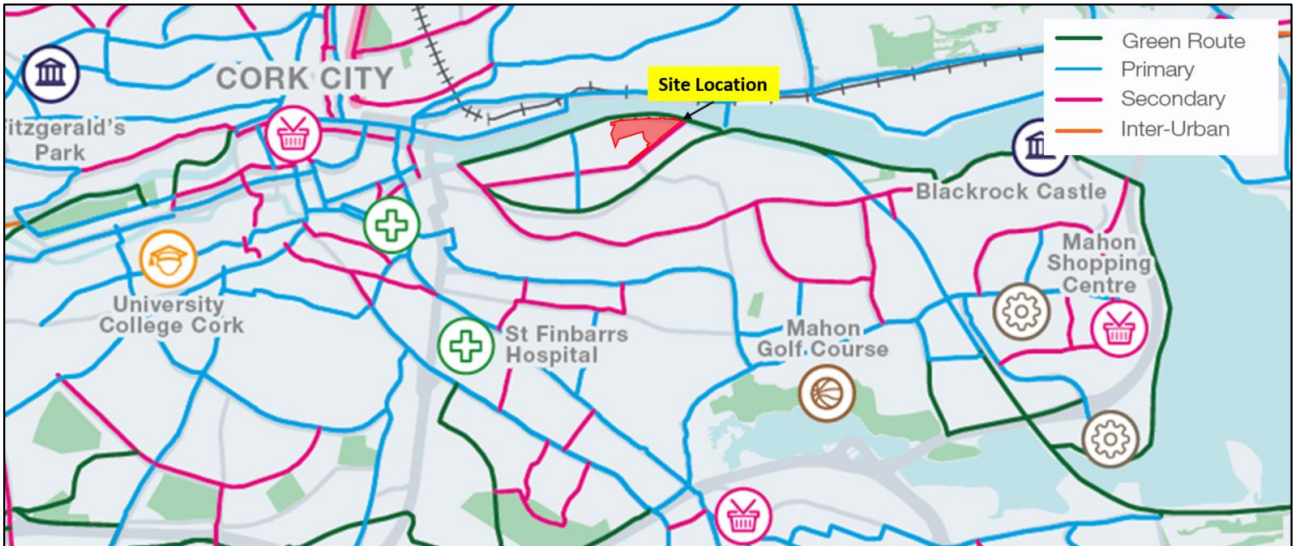 Green Route
Primary
Secondary
Inter-Urban
Site Location
CORK CITY
itzgerald's
Park
Blackrock Castle
Mahon
Shopping
Centre
University
College Cork
St Finbarrs
Hospital
Mahon
Golf Course